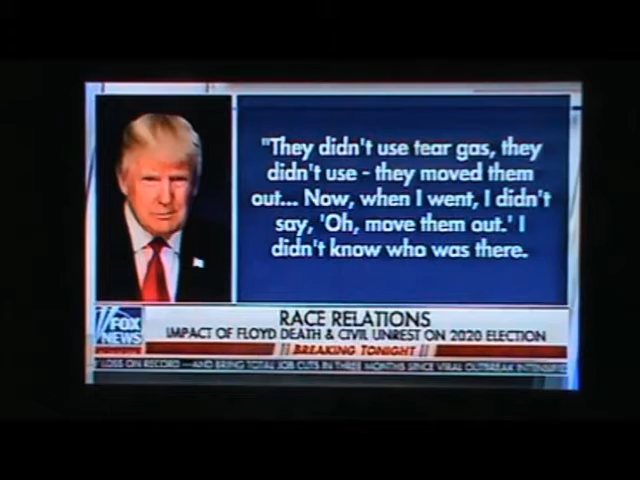 "They didn't use tear gas, they
didn't use - they moved them
out... Now, when I went, I didn't
say, 'Oh, move them out.' I
didn't know who was there.
FOX
NEWS
RACE RELATIONS
IMPACT OF FLOYD DEATH & CIVIL UNREST ON 2020 ELECTION
BREAKING TONIGHT
LOSS ON RECORD —AND BRING TOTAL JOB CUTS IN THREE MONTHS SINCE VIRAL OUTBREAK